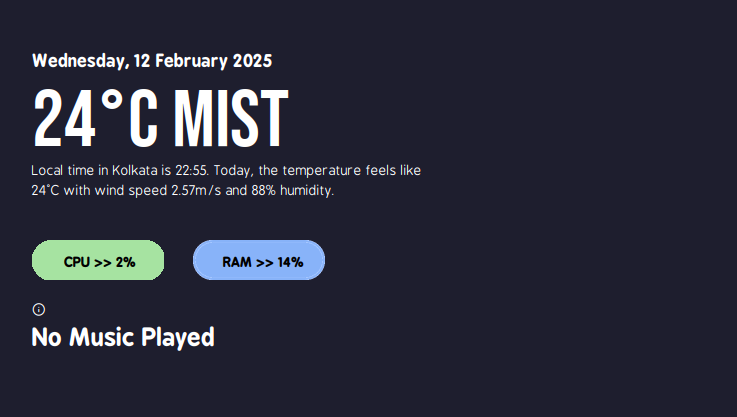 Wednesday, 12 February 2025
24°C MIST
Local time in Kolkata is 22:55. Today, the temperature feels like
24°C with wind speed 2.57m/s and 88% humidity.
CPU >> 2%
RAM >> 14%
No Music Played